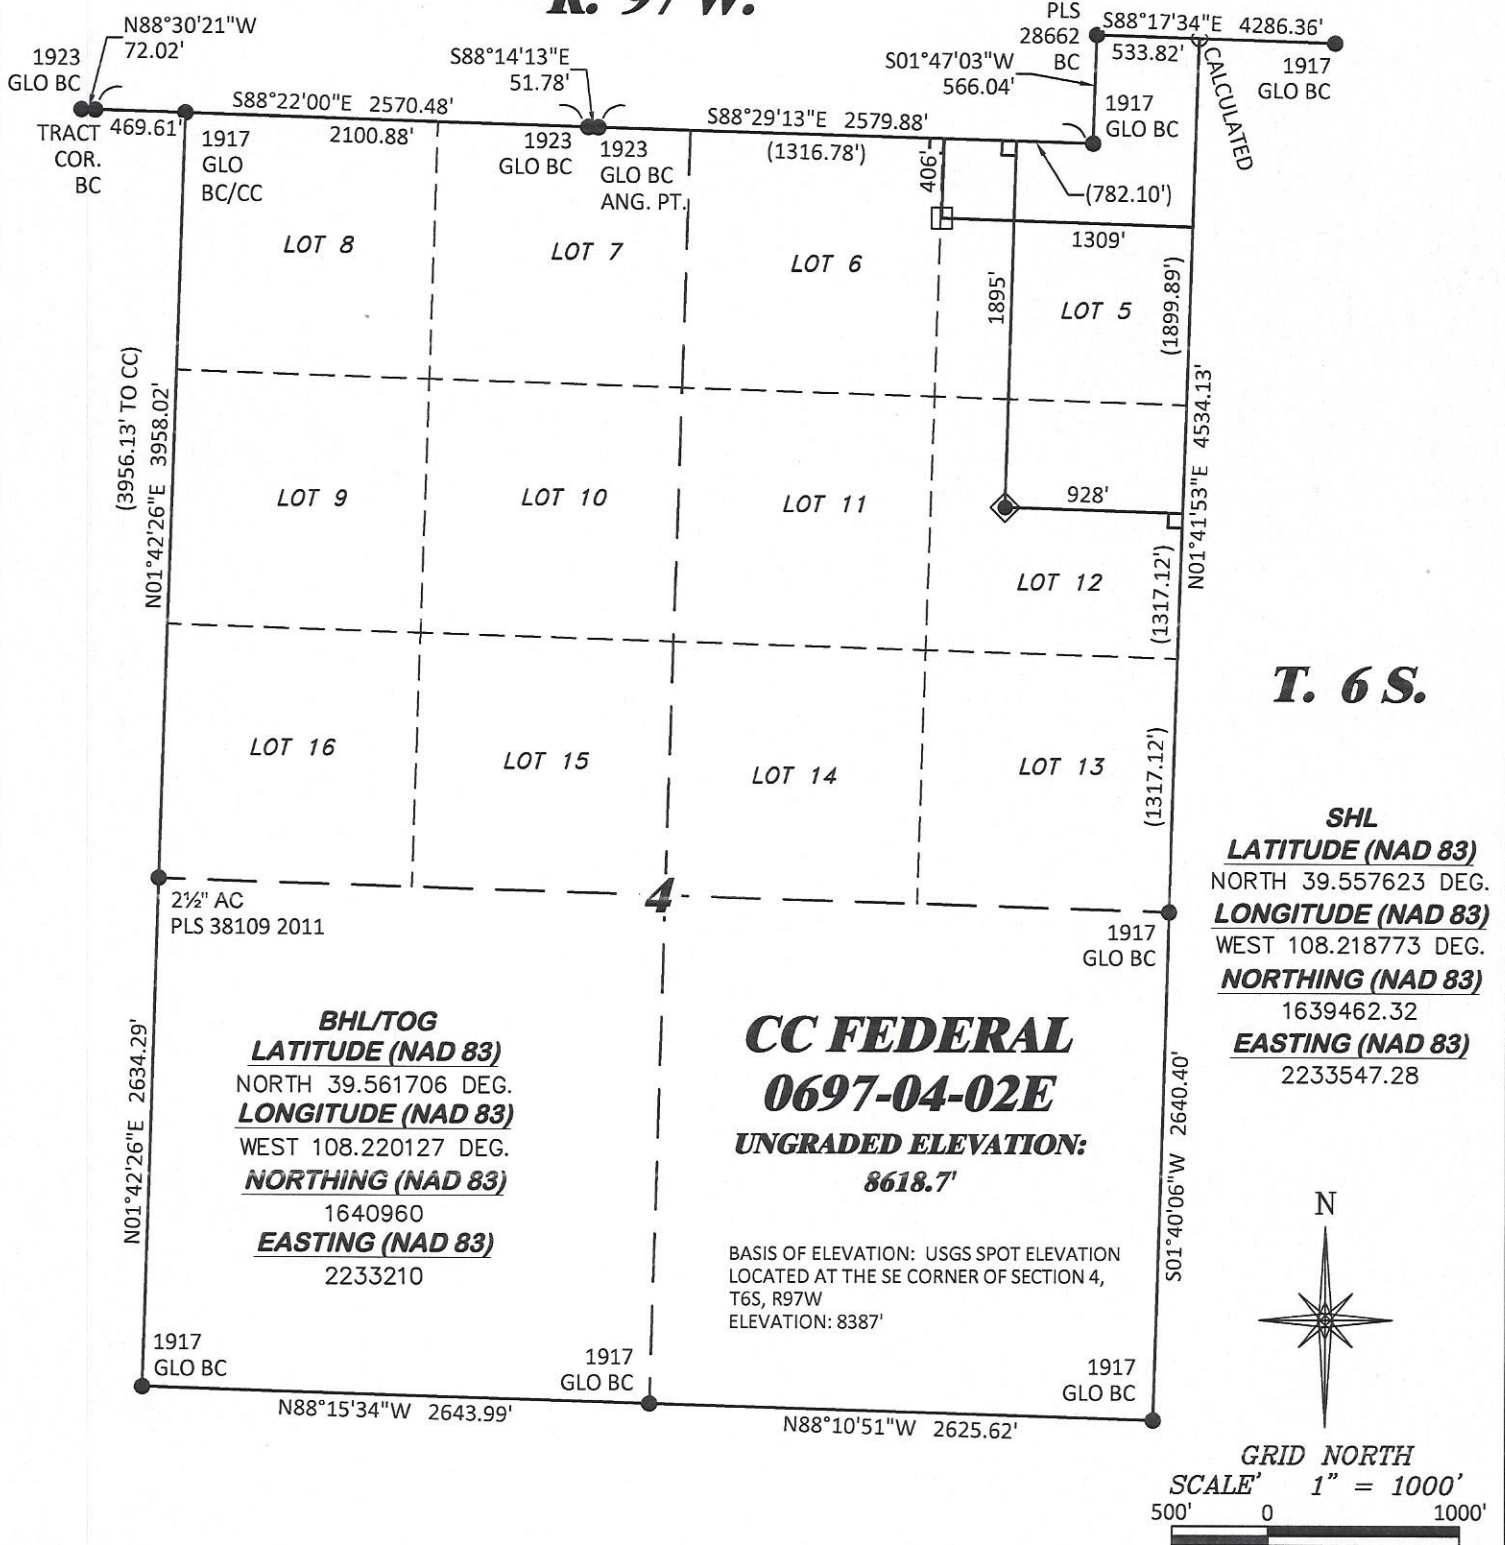 R. 97 W.
N88°30'21"W
72.02'
1923
GLO BC
TRACT
COR.
BC
469.61'
S88°22'00"E 2570.48'
2100.88'
1917
GLO
BC/CC
S88°14'13"E
51.78'
1923
GLO BC
1923
GLO BC
ANG. PT.
S88°29'13"E 2579.88'
(1316.78')
S01°47'03"W
566.04'
PLS
28662
BC
S88°17'34"E 4286.36'
533.82'
1917
GLO BC
CALCULATED
1917
GLO BC
(782.10')
406'
1309'
1895'
(1899.89')
LOT 8
LOT 7
LOT 6
LOT 5
(3956.13' TO CC)
N01°42'26"E 3958.02'
N01°41'53"E 4534.13'
928'
LOT 9
LOT 10
LOT 11
LOT 12
(1317.12')
LOT 16
LOT 15
LOT 14
LOT 13
(1317.12')
T. 6 S.
SHL
LATITUDE (NAD 83)
NORTH 39.557623 DEG.
LONGITUDE (NAD 83)
WEST 108.218773 DEG.
NORTHING (NAD 83)
1639462.32
EASTING (NAD 83)
2233547.28
2½" AC
PLS 38109 2011
4
1917
GLO BC
N01°42'26"E 2634.29'
BHL/TOG
LATITUDE (NAD 83)
NORTH 39.561706 DEG.
LONGITUDE (NAD 83)
WEST 108.220127 DEG.
NORTHING (NAD 83)
1640960
EASTING (NAD 83)
2233210
CC FEDERAL
0697-04-02E
UNGRADED ELEVATION:
8618.7'
BASIS OF ELEVATION: USGS SPOT ELEVATION
LOCATED AT THE SE CORNER OF SECTION 4,
T6S, R97W
ELEVATION: 8387'
S01°40'06"W 2640.40'
1917
GLO BC
1917
GLO BC
1917
GLO BC
N88°15'34"W 2643.99'
N88°10'51"W 2625.62'
N
GRID NORTH
SCALE' 1" = 1000'
500' 0 1000'